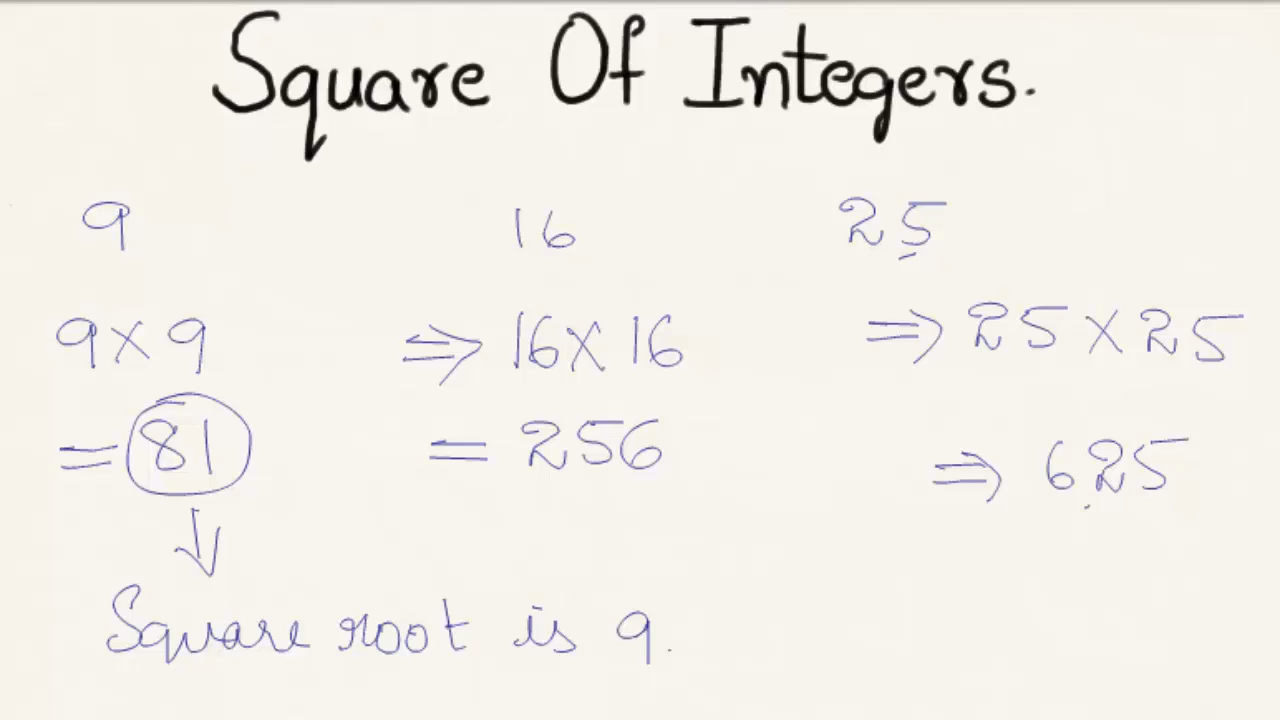 Square Of Integers.
9 16 25
9 × 9 ⇒ 16 × 16 ⇒ 25 × 25
= 81 = 256 ⇒ 625
↓
Square root is 9.